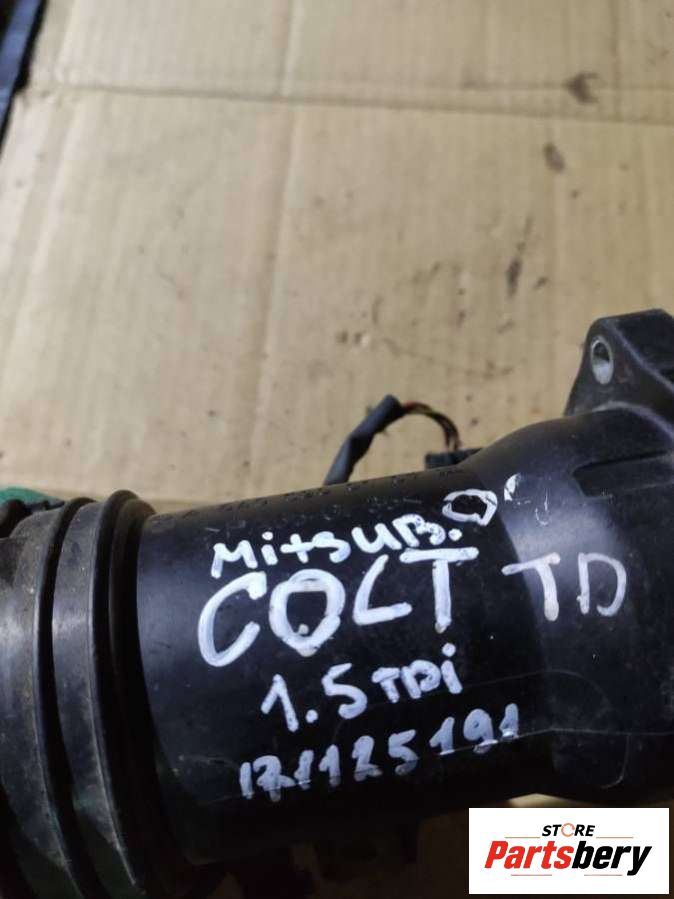 MitsuB.
COLT TD
1.5 TDi
171125191
STORE
Partsbery